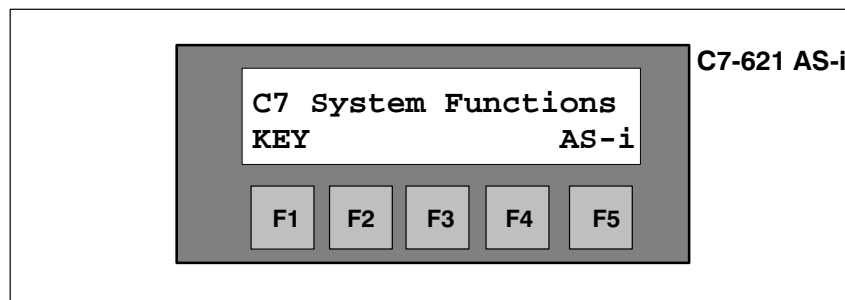 C7-621 AS-i
C7 System Functions
KEY AS-i
F1 F2 F3 F4 F5